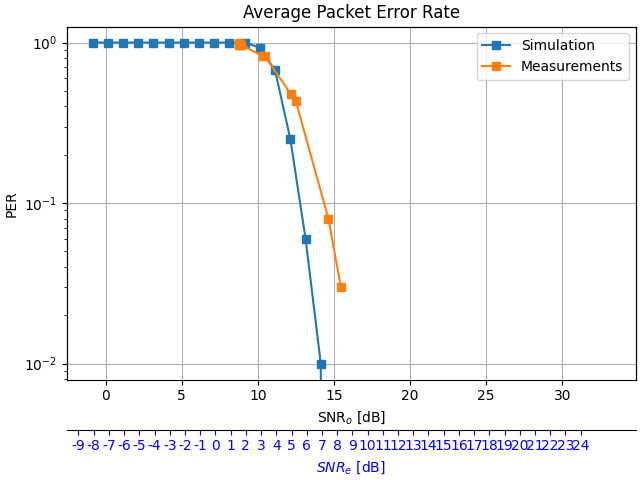 Average Packet Error Rate
Simulation
Measurements
PER
10⁰
10⁻¹
10⁻²
0 5 10 15 20 25 30
SNRₒ [dB]
-9 -8 -7 -6 -5 -4 -3 -2 -1 0 1 2 3 4 5 6 7 8 9 10 11 12 13 14 15 16 17 18 19 20 21 22 23 24
SNRₑ [dB]